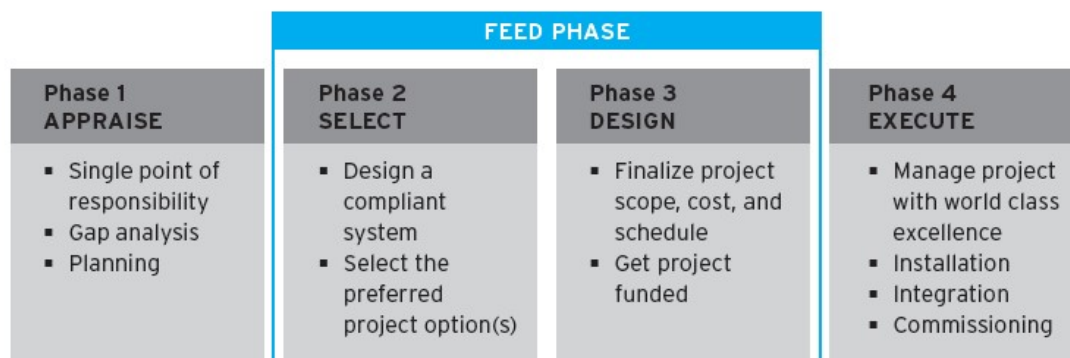 FEED PHASE
Phase 1
APPRAISE
▪ Single point of
responsibility
▪ Gap analysis
▪ Planning
Phase 2
SELECT
▪ Design a
compliant
system
▪ Select the
preferred
project option(s)
Phase 3
DESIGN
▪ Finalize project
scope, cost, and
schedule
▪ Get project
funded
Phase 4
EXECUTE
▪ Manage project
with world class
excellence
▪ Installation
▪ Integration
▪ Commissioning